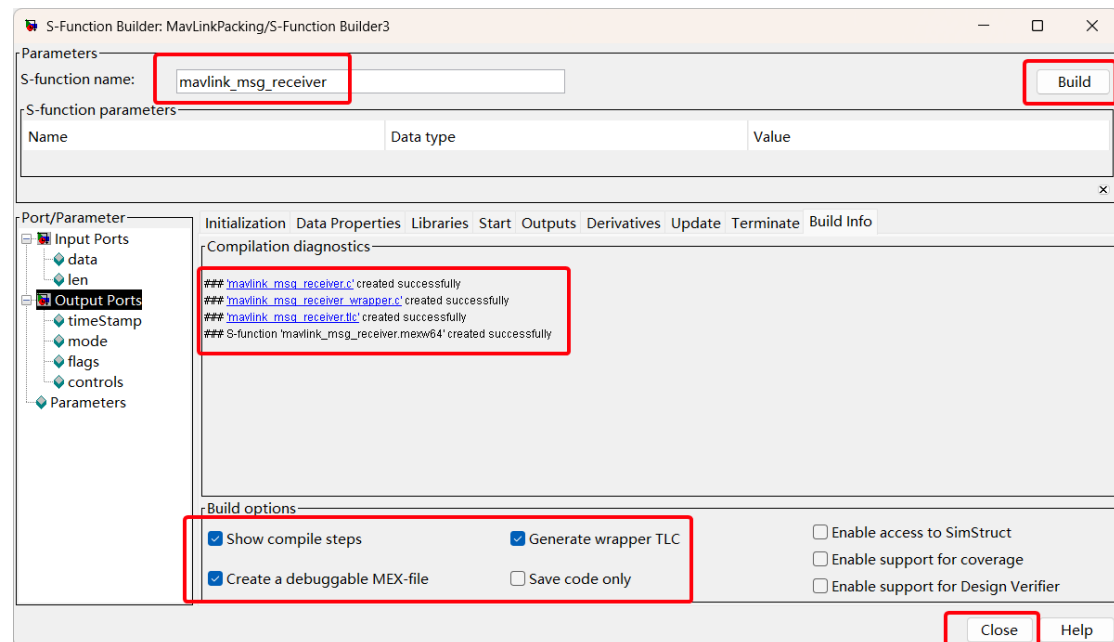 S-Function Builder: MavLinkPacking/S-Function Builder3
Parameters
S-function name: mavlink_msg_receiver Build
S-function parameters
Name Data type Value
Port/Parameter
Input Ports
data
len
Output Ports
timeStamp
mode
flags
controls
Parameters
Initialization Data Properties Libraries Start Outputs Derivatives Update Terminate Build Info
Compilation diagnostics
### 'mavlink_msg_receiver.c' created successfully
### 'mavlink_msg_receiver_wrapper.c' created successfully
### 'mavlink_msg_receiver.tlc' created successfully
### S-function 'mavlink_msg_receiver.mexw64' created successfully
Build options
Show compile steps Generate wrapper TLC Enable access to SimStruct
Enable support for coverage
Create a debuggable MEX-file Save code only Enable support for Design Verifier
Close Help